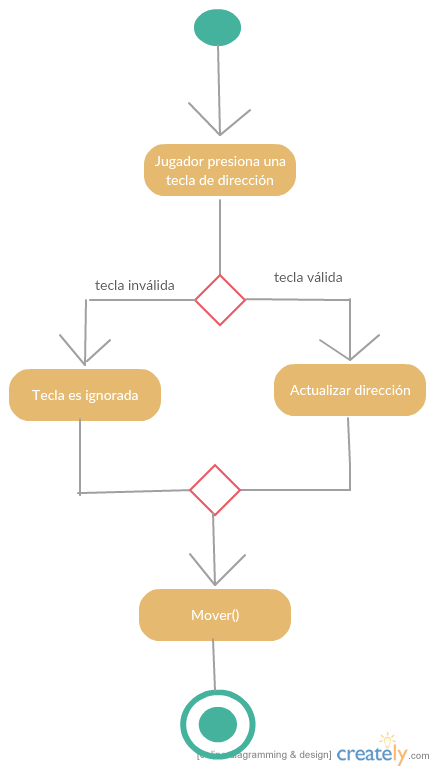 Jugador presiona una
tecla de dirección
tecla inválida
tecla válida
Tecla es ignorada
Actualizar dirección
Mover()
diagramming & design]
creately.com